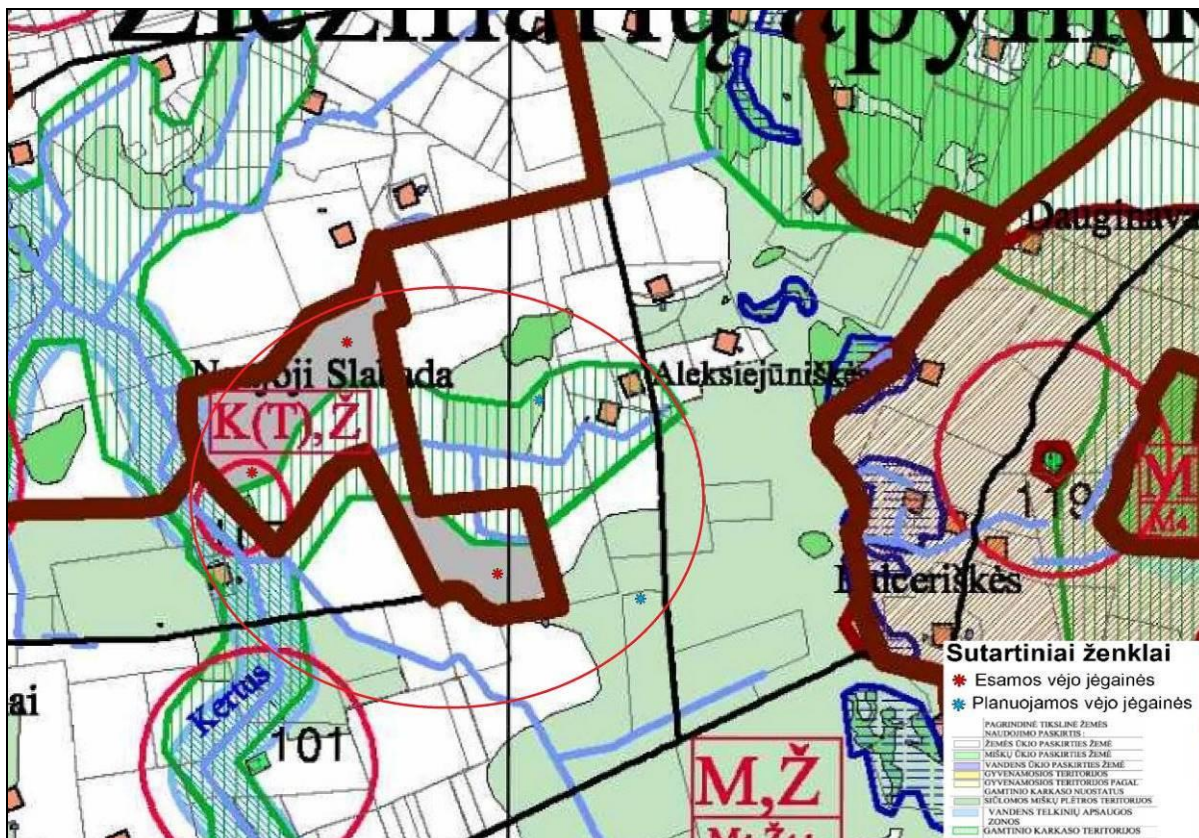 Dauginava
Naujoji Slabada
Aleksiejūniškės
K(T),Ž
119
M
M4
Kertus
101
M,Ž
Sutartiniai ženklai
Esamos vėjo jėgainės
Planuojamos vėjo jėgainės
PAGRINDINĖ TIKSLINĖ ŽEMĖS
NAUDOJIMO PASKIRTIS :
ŽEMĖS ŪKIO PASKIRTIES ŽEMĖ
MIŠKŲ ŪKIO PASKIRTIES ŽEMĖ
VANDENS ŪKIO PASKIRTIES ŽEMĖ
GYVENAMOSIOS TERITORIJOS
GYVENAMOSIOS TERITORIJOS PAGAL
GAMTINIO KARKASO NUOSTATUS
SIŪLOMOS MIŠKŲ PLĖTROS TERITORIJOS
VANDENS TELKINIŲ APSAUGOS
ZONOS
GAMTINIO KARKASO TERITORIJOS